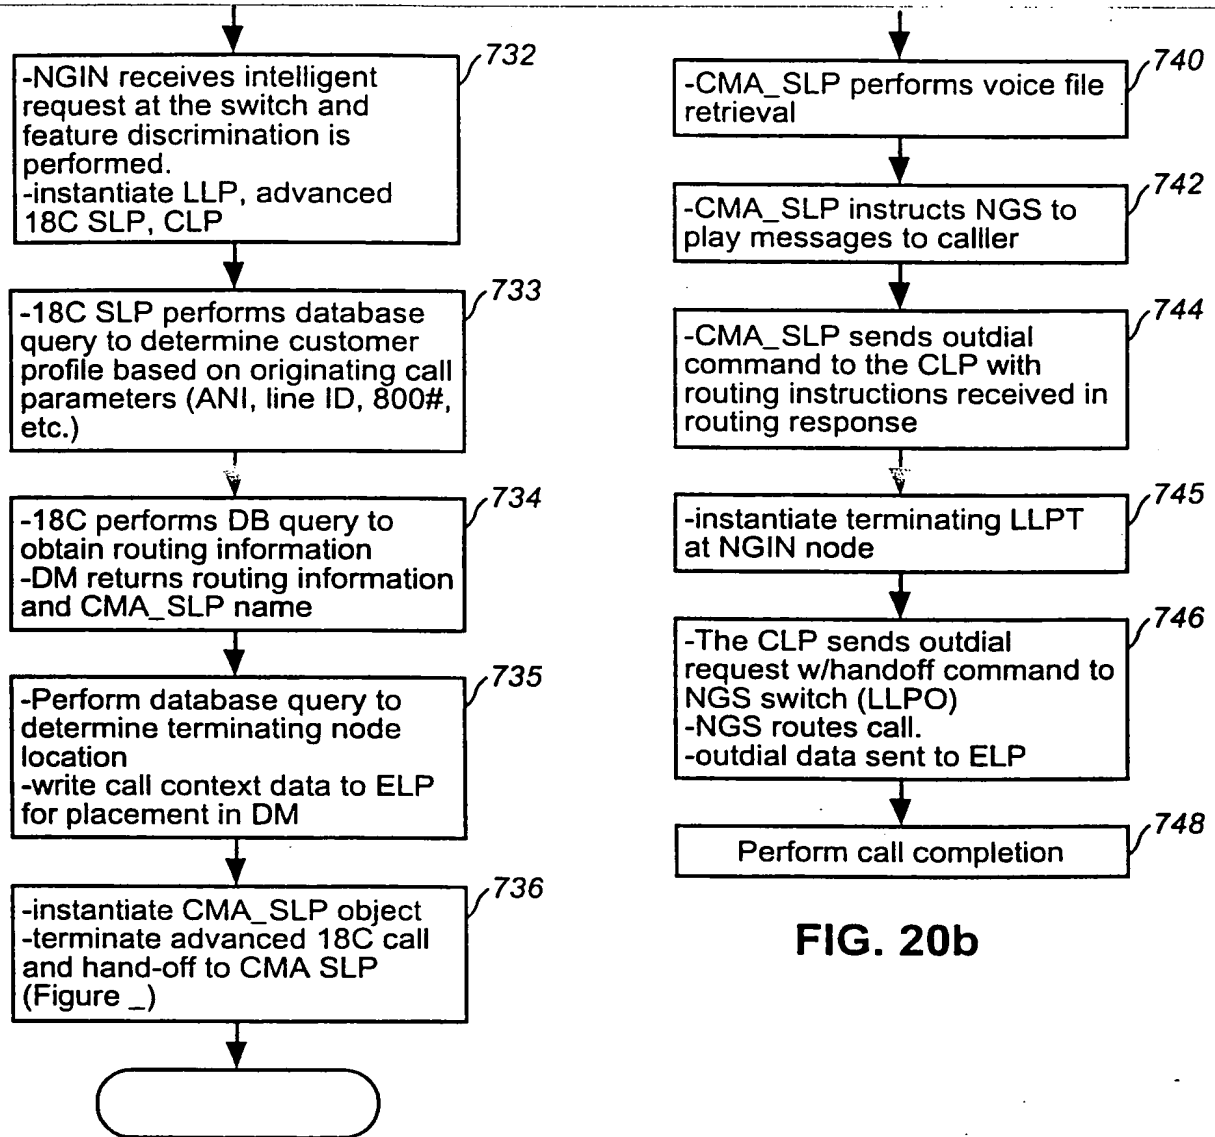 732
-NGIN receives intelligent
request at the switch and
feature discrimination is
performed.
-instantiate LLP, advanced
18C SLP, CLP
733
-18C SLP performs database
query to determine customer
profile based on originating call
parameters (ANI, line ID, 800#,
etc.)
734
-18C performs DB query to
obtain routing information
-DM returns routing information
and CMA_SLP name
735
-Perform database query to
determine terminating node
location
-write call context data to ELP
for placement in DM
736
-instantiate CMA_SLP object
-terminate advanced 18C call
and hand-off to CMA SLP
(Figure _)
740
-CMA_SLP performs voice file
retrieval
742
-CMA_SLP instructs NGS to
play messages to calller
744
-CMA_SLP sends outdial
command to the CLP with
routing instructions received in
routing response
745
-instantiate terminating LLPT
at NGIN node
746
-The CLP sends outdial
request w/handoff command to
NGS switch (LLPO)
-NGS routes call.
-outdial data sent to ELP
748
Perform call completion
FIG. 20b